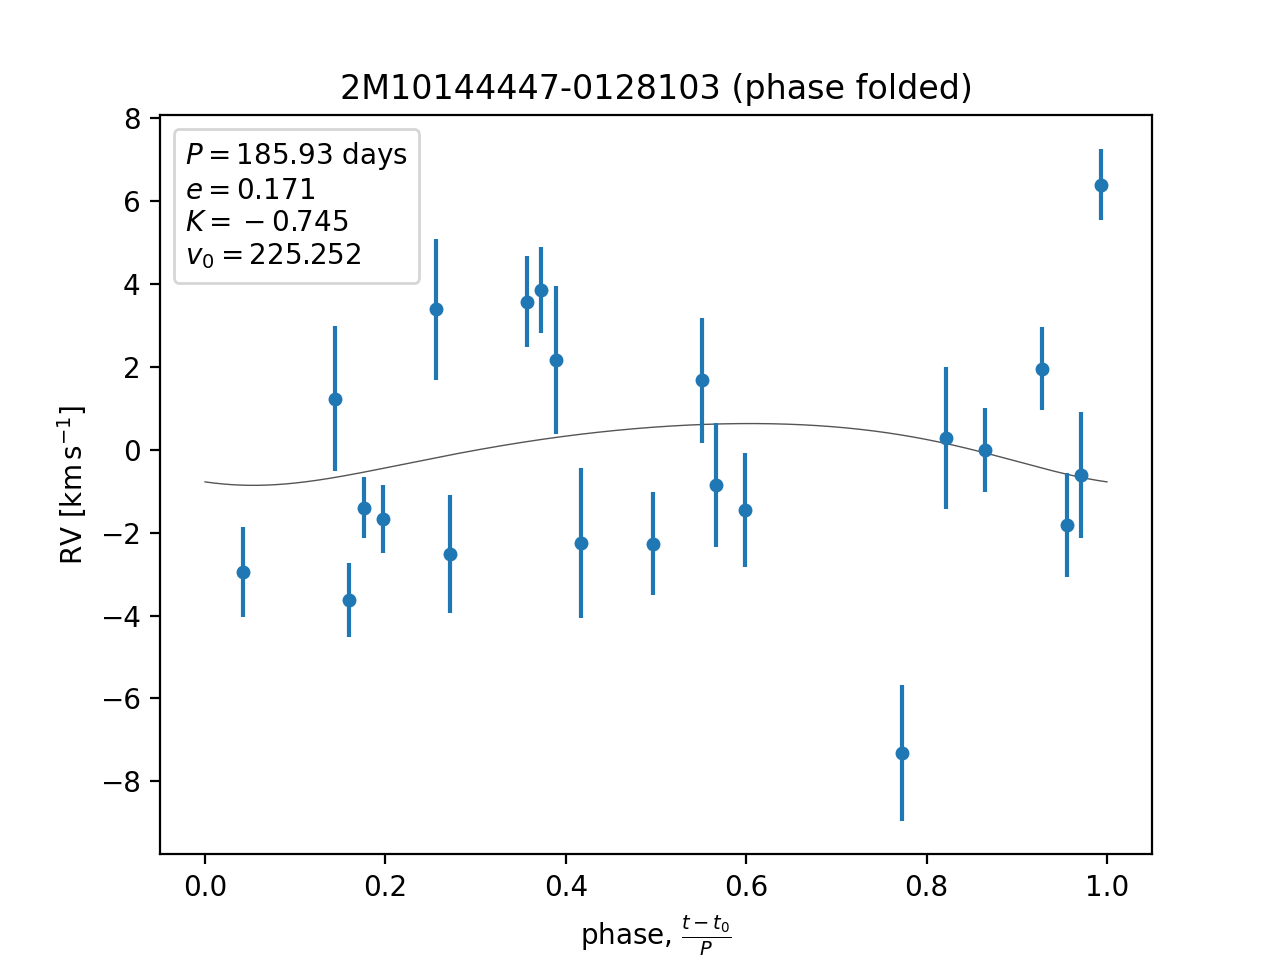 2M10144447-0128103 (phase folded)
P = 185.93 days
e = 0.171
K = −0.745
v₀ = 225.252
8
6
4
2
0
−2
−4
−6
−8
RV [km s⁻¹]
0.0 0.2 0.4 0.6 0.8 1.0
phase, (t − t₀)/P